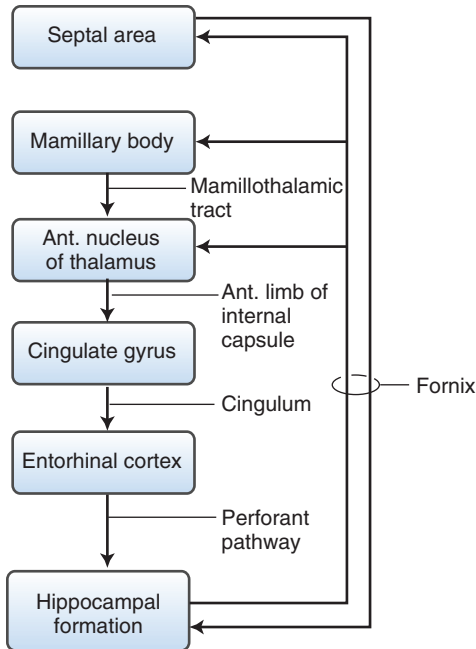 Septal area
Mamillary body
Mamillothalamic
tract
Ant. nucleus
of thalamus
Ant. limb of
internal
capsule
Cingulate gyrus
Fornix
Cingulum
Entorhinal cortex
Perforant
pathway
Hippocampal
formation